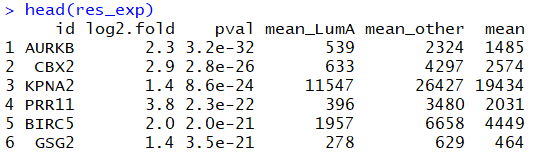 > head(res_exp)
id log2.fold pval mean_LumA mean_other mean
1 AURKB 2.3 3.2e-32 539 2324 1485
2 CBX2 2.9 2.8e-26 633 4297 2574
3 KPNA2 1.4 8.6e-24 11547 26427 19434
4 PRR11 3.8 2.3e-22 396 3480 2031
5 BIRC5 2.0 2.0e-21 1957 6658 4449
6 GSG2 1.4 3.5e-21 278 629 464